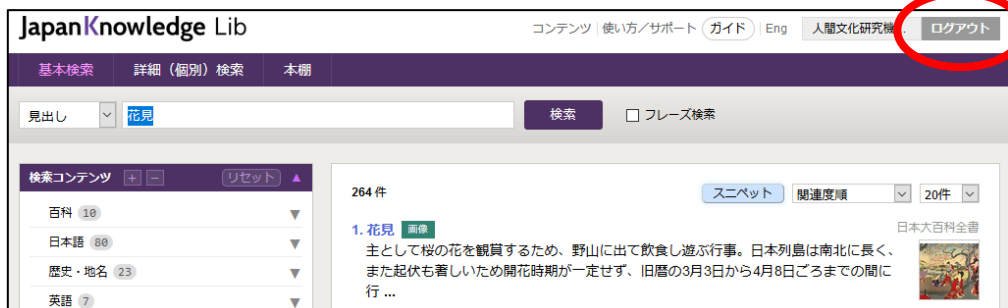 JapanKnowledge Lib
コンテンツ 使い方／サポート ガイド Eng 人間文化研究機... ログアウト
基本検索 詳細（個別）検索 本棚
見出し 花見 検索 フレーズ検索
検索コンテンツ + − リセット ▲
百科 10 ▼
日本語 80 ▼
歴史・地名 23 ▼
英語 7 ▼
264 件 スニペット 関連度順 20件
1. 花見 画像 日本大百科全書
主として桜の花を観賞するため、野山に出て飲食し遊ぶ行事。日本列島は南北に長く、
また起伏も著しいため開花時期が一定せず、旧暦の3月3日から4月8日ごろまでの間に
行 ...